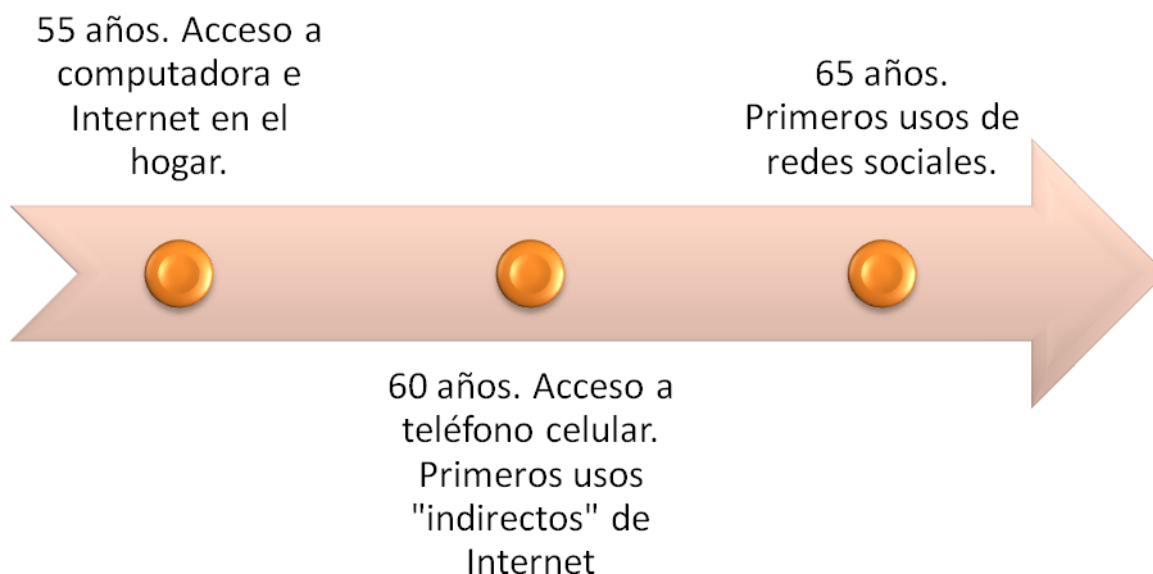 55 años. Acceso a
computadora e
Internet en el
hogar.
60 años. Acceso a
teléfono celular.
Primeros usos
"indirectos" de
Internet
65 años.
Primeros usos de
redes sociales.